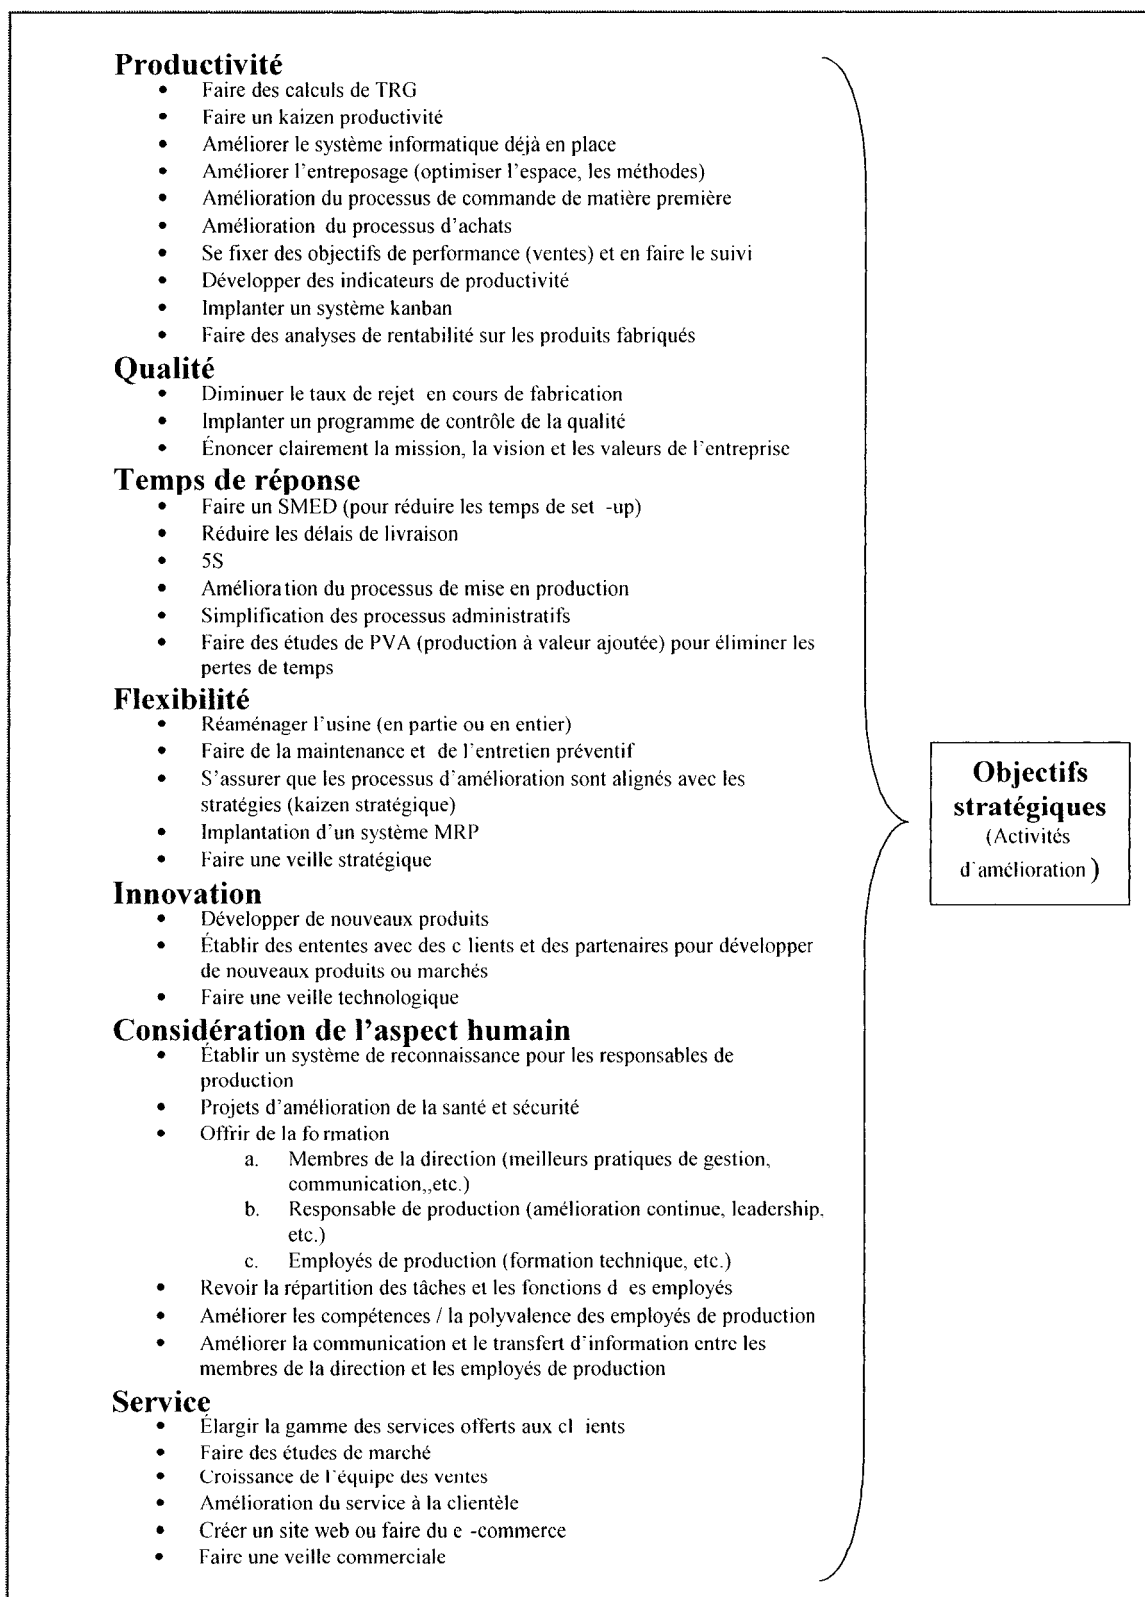 Productivité
• Faire des calculs de TRG
• Faire un kaizen productivité
• Améliorer le système informatique déjà en place
• Améliorer l'entreposage (optimiser l'espace, les méthodes)
• Amélioration du processus de commande de matière première
• Amélioration du processus d'achats
• Se fixer des objectifs de performance (ventes) et en faire le suivi
• Développer des indicateurs de productivité
• Implanter un système kanban
• Faire des analyses de rentabilité sur les produits fabriqués
Qualité
• Diminuer le taux de rejet en cours de fabrication
• Implanter un programme de contrôle de la qualité
• Énoncer clairement la mission, la vision et les valeurs de l'entreprise
Temps de réponse
• Faire un SMED (pour réduire les temps de set -up)
• Réduire les délais de livraison
• 5S
• Amélioration du processus de mise en production
• Simplification des processus administratifs
• Faire des études de PVA (production à valeur ajoutée) pour éliminer les
pertes de temps
Flexibilité
• Réaménager l'usine (en partie ou en entier)
• Faire de la maintenance et de l'entretien préventif
• S'assurer que les processus d'amélioration sont alignés avec les
stratégies (kaizen stratégique)
• Implantation d'un système MRP
• Faire une veille stratégique
Innovation
• Développer de nouveaux produits
• Établir des ententes avec des c lients et des partenaires pour développer
de nouveaux produits ou marchés
• Faire une veille technologique
Considération de l'aspect humain
• Établir un système de reconnaissance pour les responsables de
production
• Projets d'amélioration de la santé et sécurité
• Offrir de la fo rmation
a. Membres de la direction (meilleurs pratiques de gestion,
communication,,etc.)
b. Responsable de production (amélioration continue, leadership,
etc.)
c. Employés de production (formation technique, etc.)
• Revoir la répartition des tâches et les fonctions d es employés
• Améliorer les compétences / la polyvalence des employés de production
• Améliorer la communication et le transfert d'information entre les
membres de la direction et les employés de production
Service
• Élargir la gamme des services offerts aux cl ients
• Faire des études de marché
• Croissance de l'équipe des ventes
• Amélioration du service à la clientèle
• Créer un site web ou faire du e -commerce
• Faire une veille commerciale
Objectifs
stratégiques
(Activités
d'amélioration )